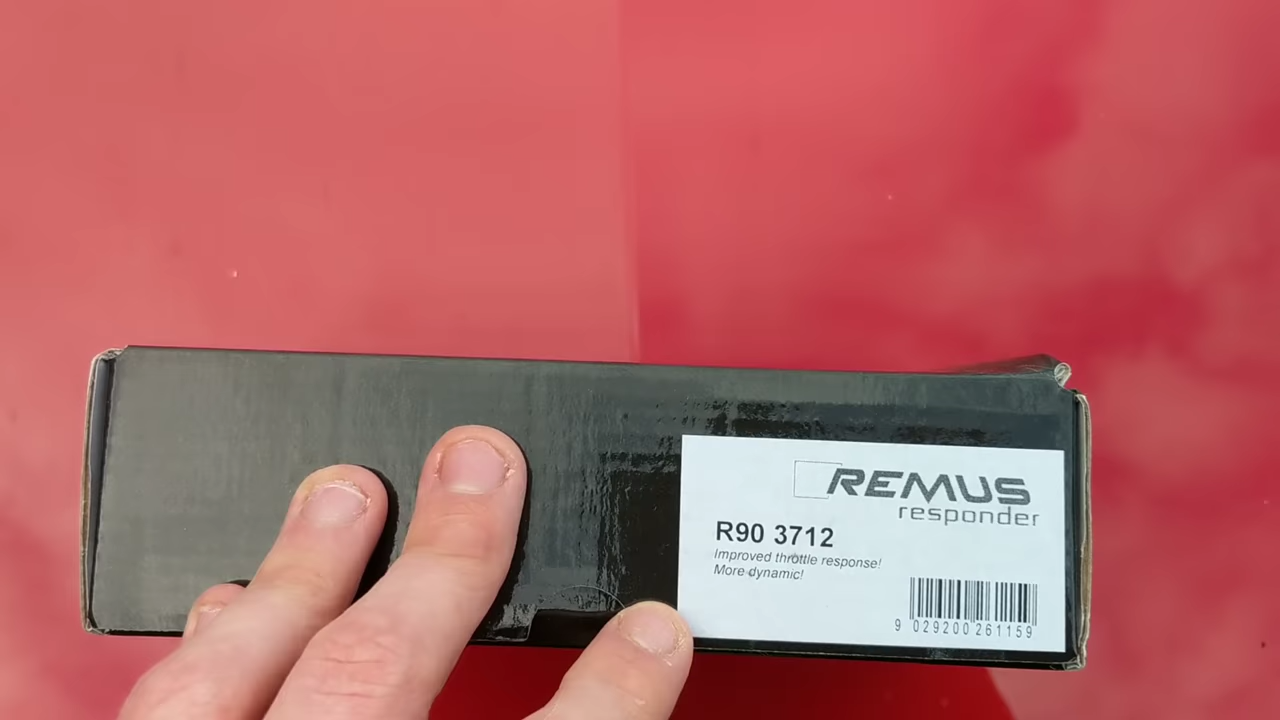 REMUS
responder
R90 3712
Improved throttle response!
More dynamic!
9 029200 261159